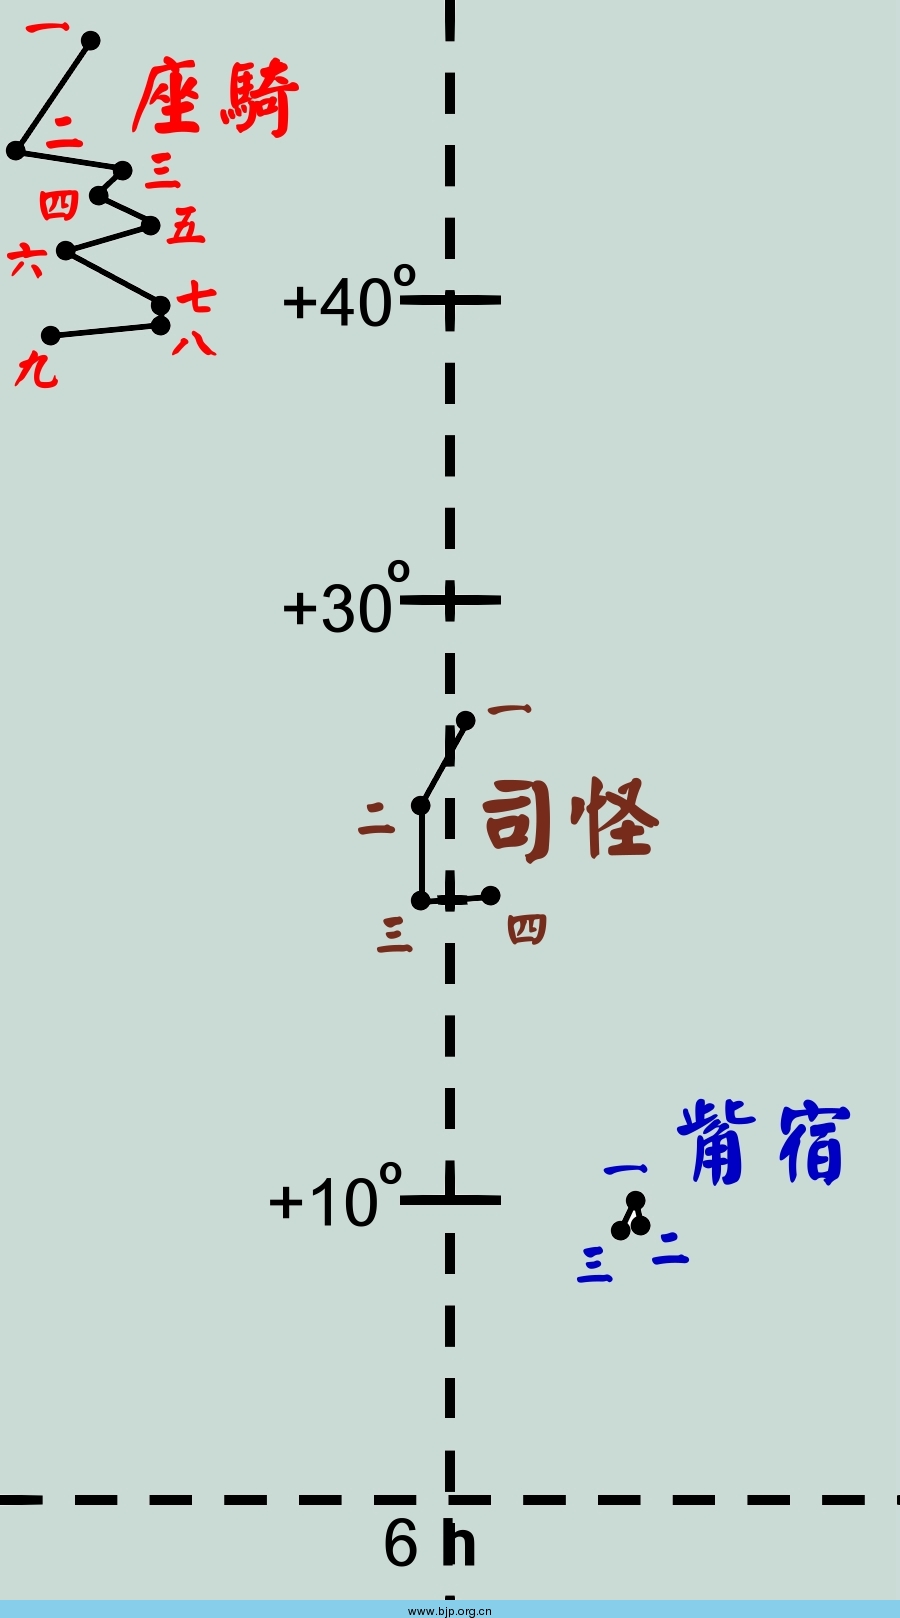 一
座騎
二
三
四
五
六
七
八
九
+40°
+30°
一
二
司怪
三
四
觜宿
一
二
三
+10°
6 h
www.bjp.org.cn